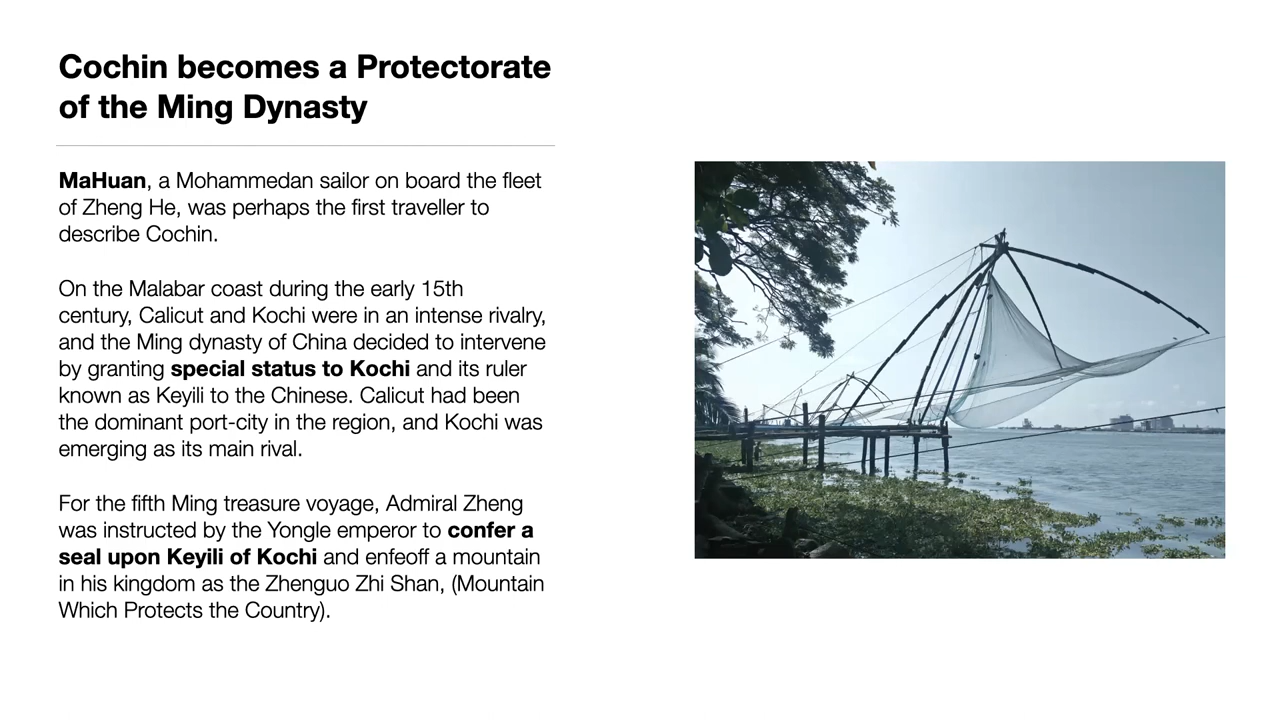 Cochin becomes a Protectorate
of the Ming Dynasty
MaHuan, a Mohammedan sailor on board the fleet
of Zheng He, was perhaps the first traveller to
describe Cochin.
On the Malabar coast during the early 15th
century, Calicut and Kochi were in an intense rivalry,
and the Ming dynasty of China decided to intervene
by granting special status to Kochi and its ruler
known as Keyili to the Chinese. Calicut had been
the dominant port-city in the region, and Kochi was
emerging as its main rival.
For the fifth Ming treasure voyage, Admiral Zheng
was instructed by the Yongle emperor to confer a
seal upon Keyili of Kochi and enfeoff a mountain
in his kingdom as the Zhenguo Zhi Shan, (Mountain
Which Protects the Country).